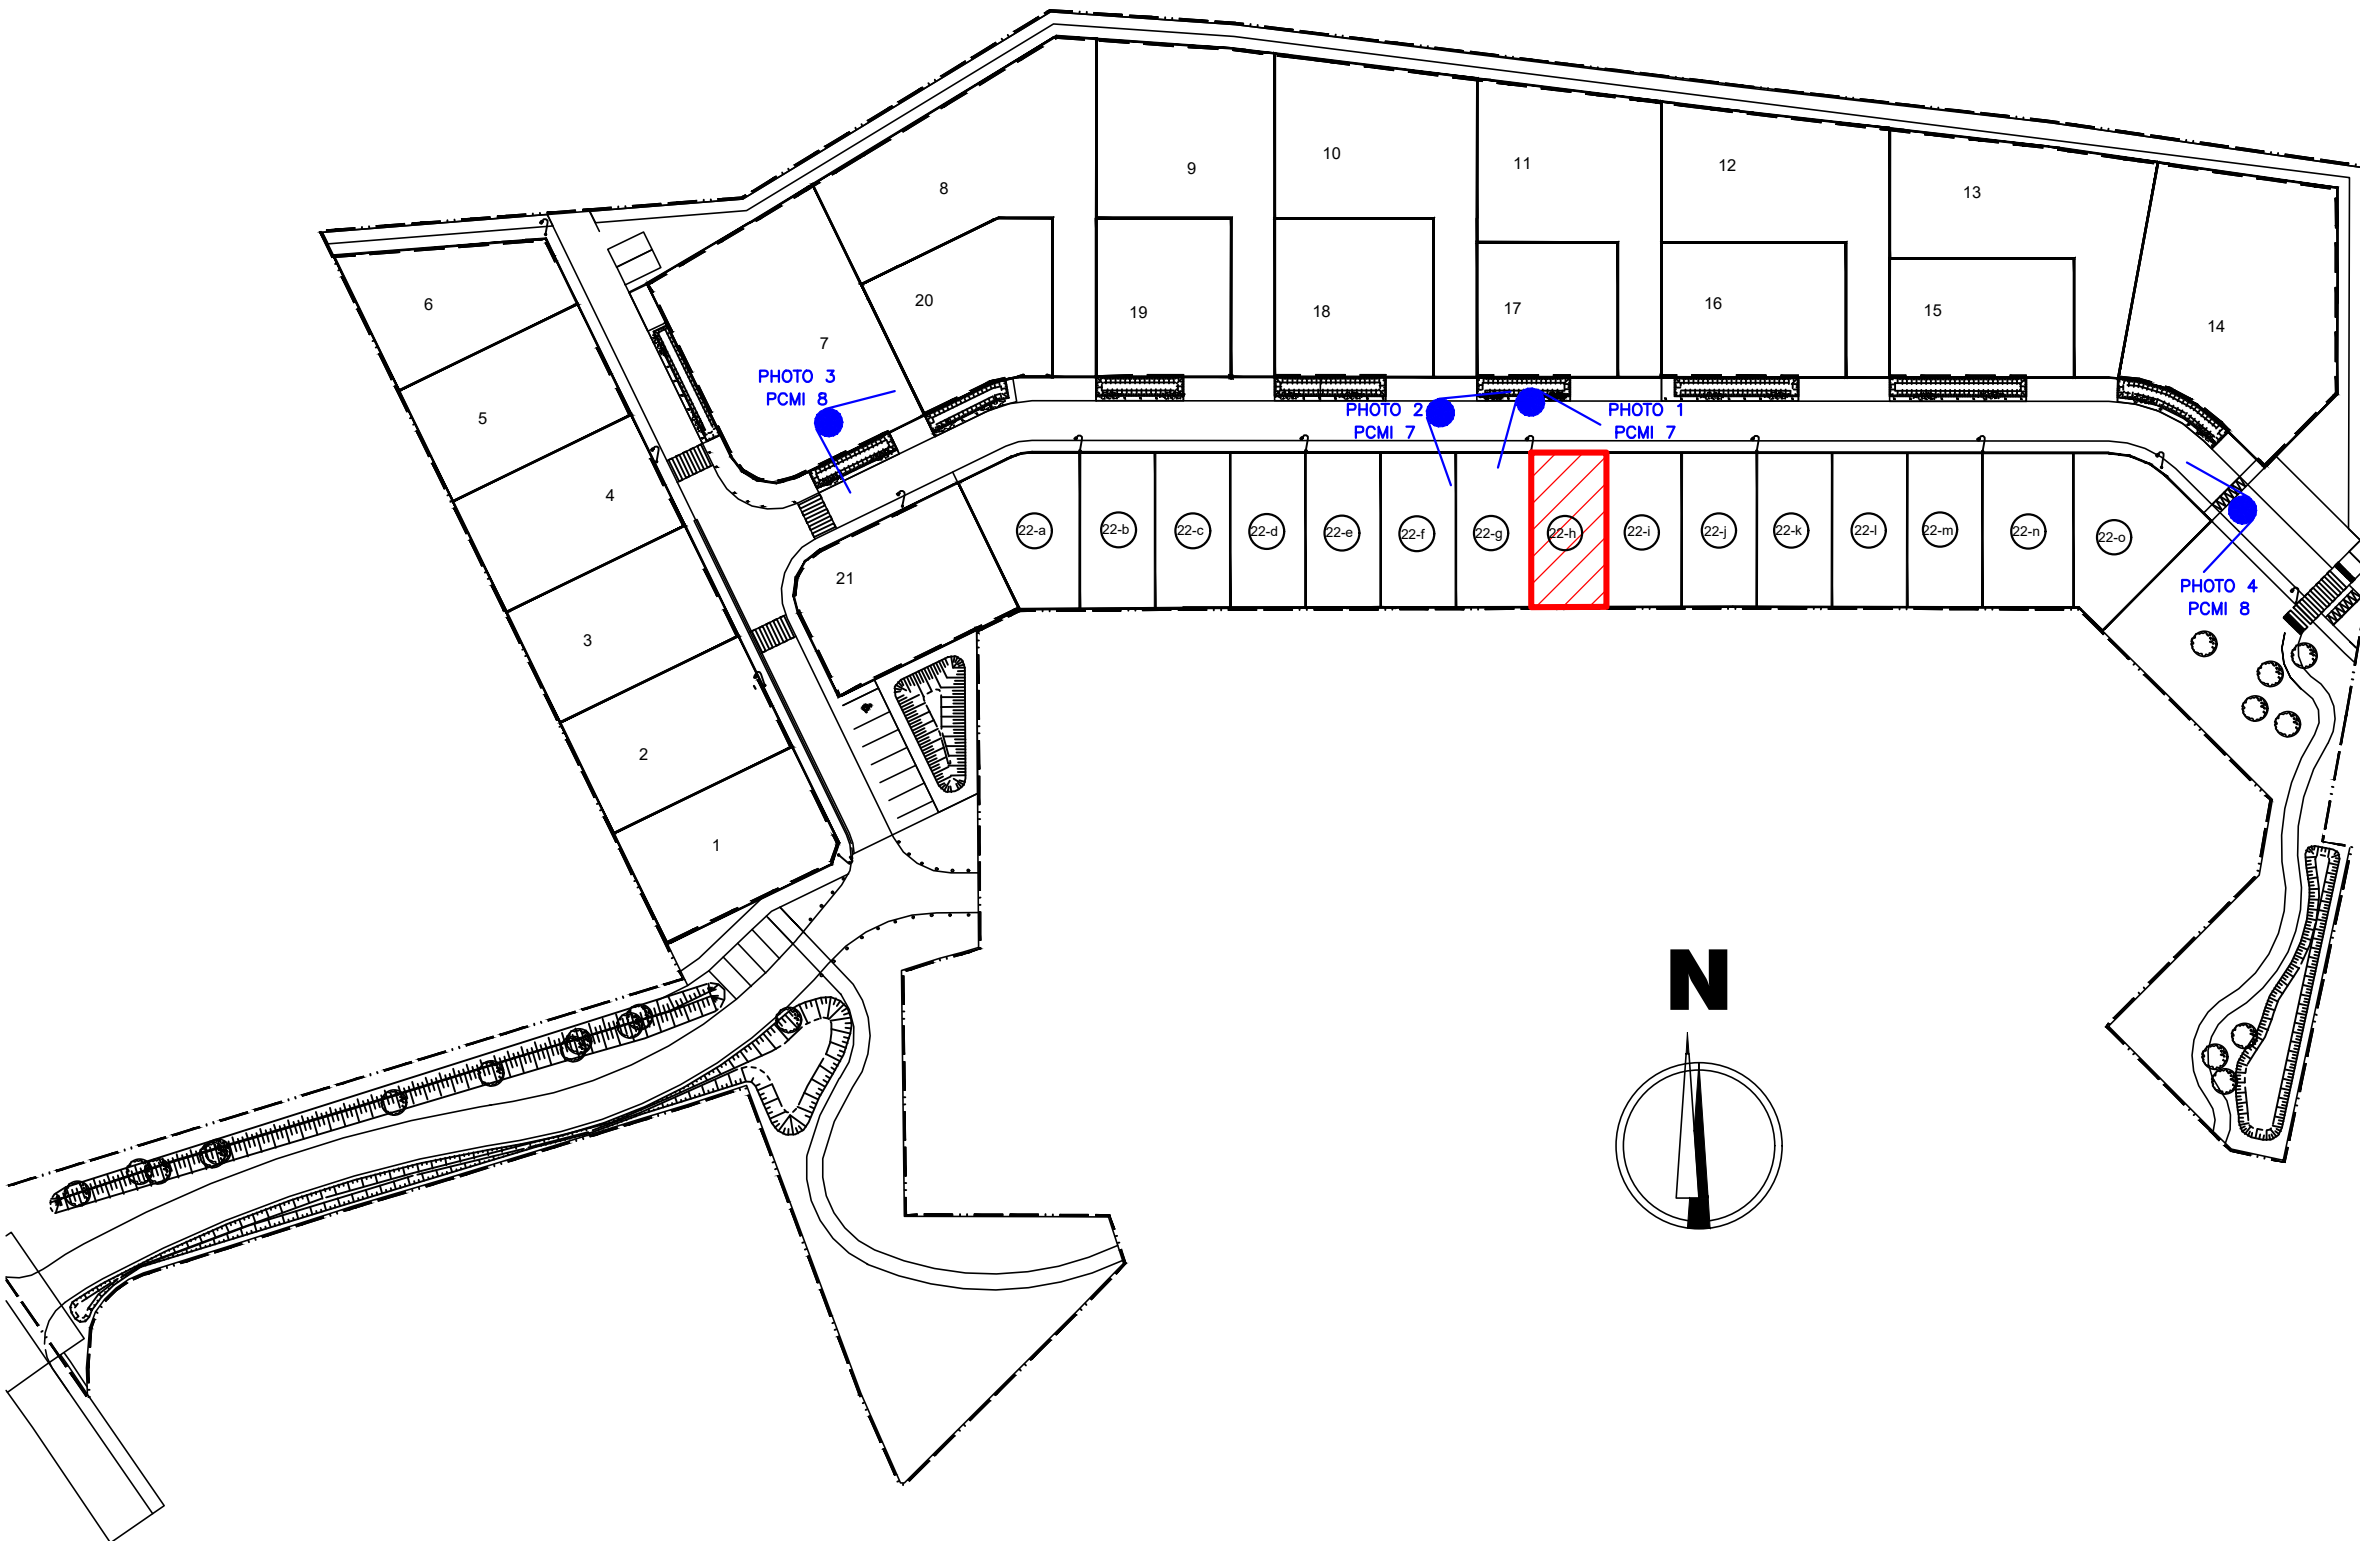 10
9
11
12
8
13
6
20
19
18
17
16
15
14
7
PHOTO 3
PCMI 8
PHOTO 2
PCMI 7
PHOTO 1
PCMI 7
5
4
22-a
22-b
22-c
22-d
22-e
22-f
22-g
22-h
22-i
22-j
22-k
22-l
22-m
22-n
22-o
21
PHOTO 4
PCMI 8
3
2
1
N